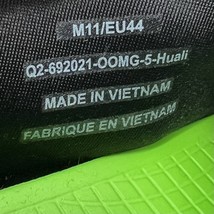 M11/EU44
Q2-692021-OOMG-5-Huali
MADE IN VIETNAM
FABRIQUE EN VIETNAM